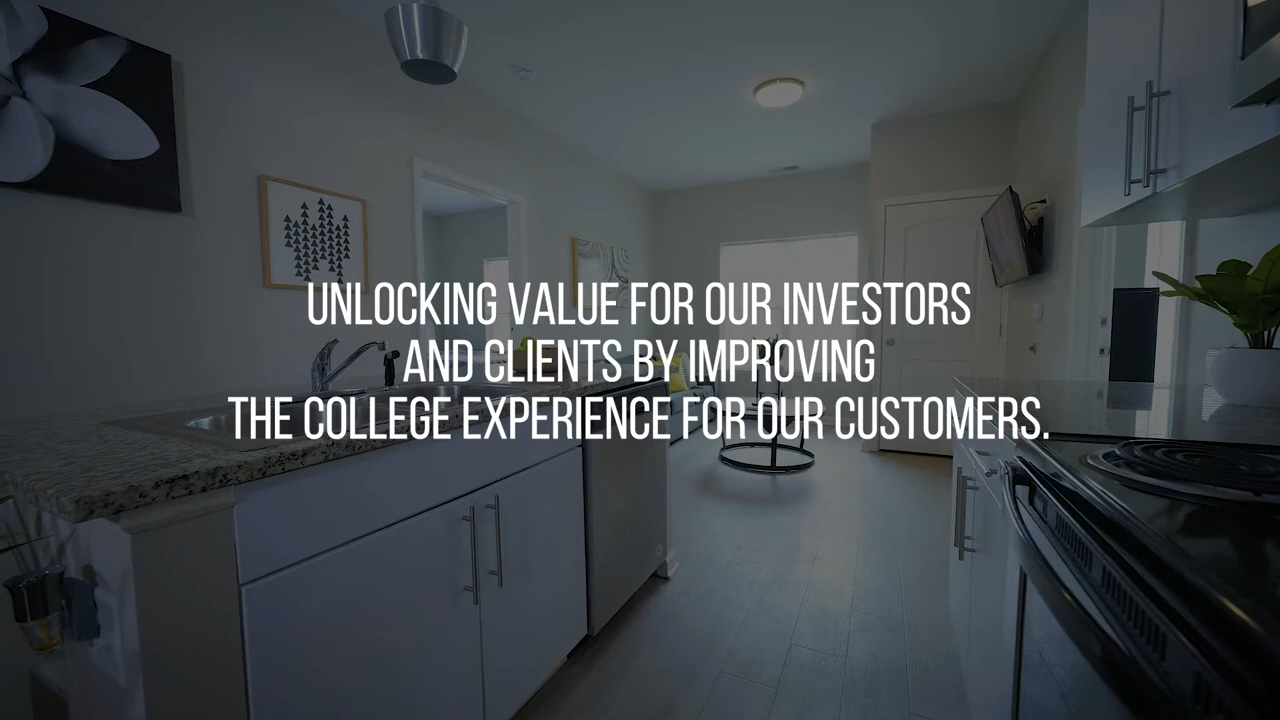 UNLOCKING VALUE FOR OUR INVESTORS
AND CLIENTS BY IMPROVING
THE COLLEGE EXPERIENCE FOR OUR CUSTOMERS.